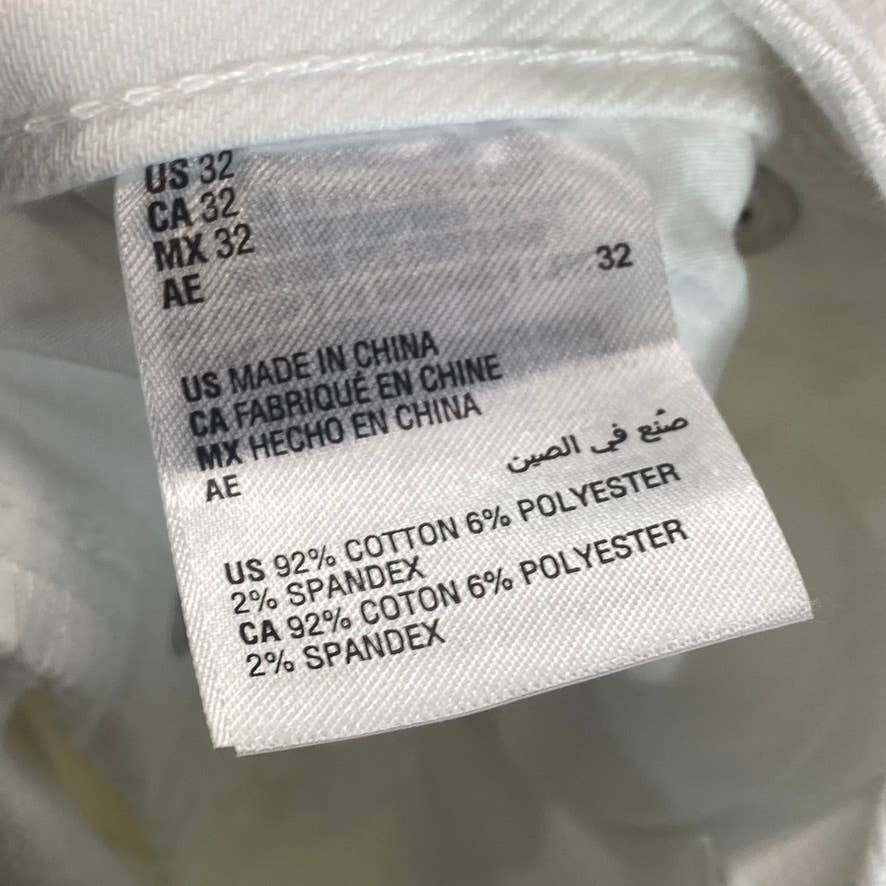 US 32
CA 32
MX 32
AE 32
US MADE IN CHINA
CA FABRIQUÉ EN CHINE
MX HECHO EN CHINA
AE صُنع في الصين
US 92% COTTON 6% POLYESTER
2% SPANDEX
CA 92% COTON 6% POLYESTER
2% SPANDEX